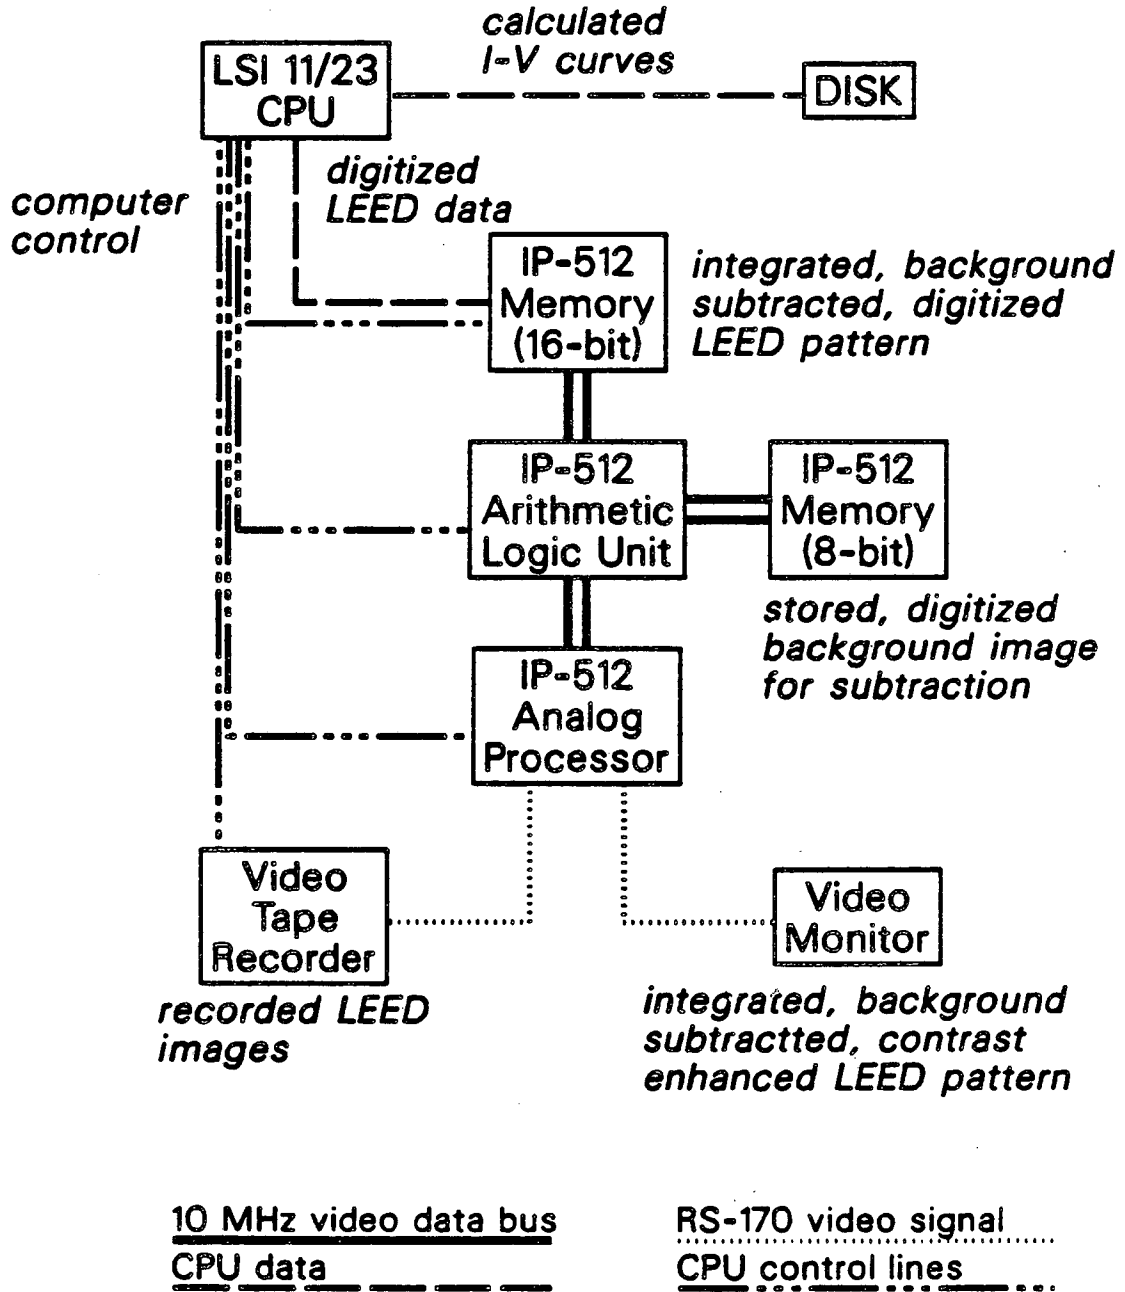 calculated
I-V curves
LSI 11/23
CPU
DISK
computer
control
digitized
LEED data
IP-512
Memory
(16-bit)
integrated, background
subtracted, digitized
LEED pattern
IP-512
Arithmetic
Logic Unit
IP-512
Memory
(8-bit)
stored, digitized
background image
for subtraction
IP-512
Analog
Processor
Video
Tape
Recorder
recorded LEED
images
Video
Monitor
integrated, background
subtractted, contrast
enhanced LEED pattern
10 MHz video data bus
RS-170 video signal
CPU data
CPU control lines